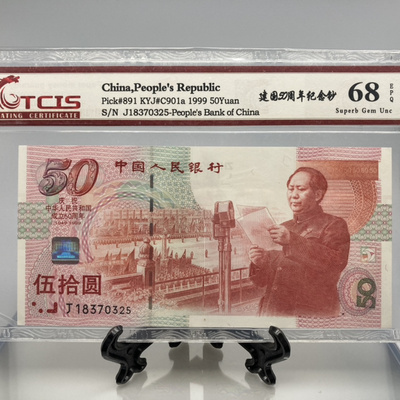 TCIS
ATING CERTIFICATE
China,People's Republic
Pick#891 KYJ#C901a 1999 50Yuan
S/N J18370325-People's Bank of China
建国50周年纪念钞
68 EPQ
Superb Gem Unc
50
中国人民银行
庆祝
中华人民共和国
成立50周年
伍拾圆
J18370325
50